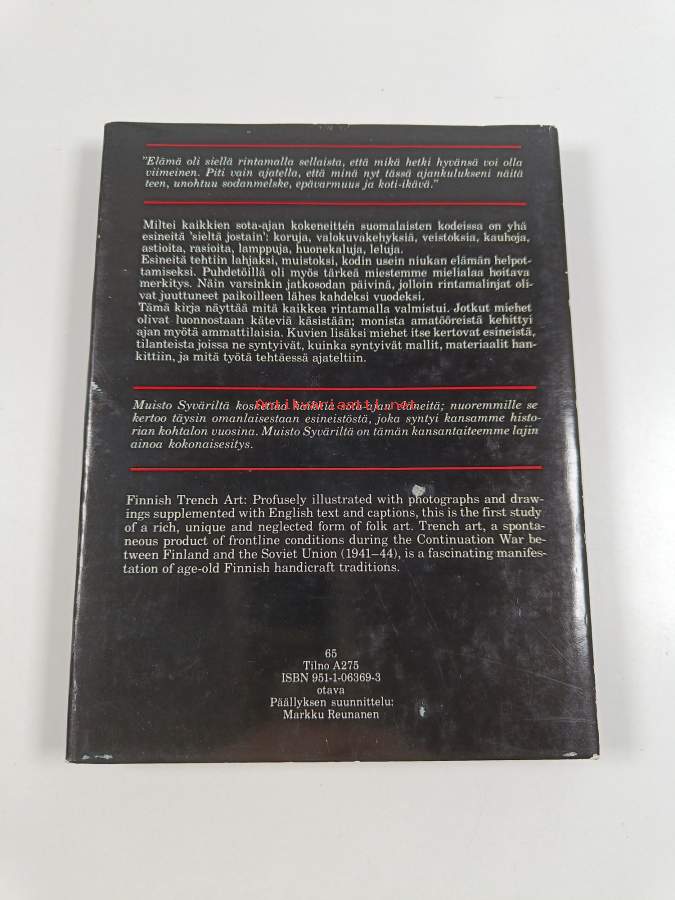 "Elämä oli siellä rintamalla sellaista, että mikä hetki hyvänsä voi olla
viimeinen. Piti vain ajatella, että minä nyt tässä ajankulukseni näitä
teen, unohtuu sodanmelske, epävarmuus ja koti-ikävä."
Miltei kaikkien sota-ajan kokeneitten suomalaisten kodeissa on yhä
esineitä 'sieltä jostain': koruja, valokuvakehyksiä, veistoksia, kauhoja,
astioita, rasioita, lamppuja, huonekaluja, leluja.
Esineitä tehtiin lahjaksi, muistoksi, kodin usein niukan elämän helpot-
tamiseksi. Puhdetöillä oli myös tärkeä miestemme mielialaa hoitava
merkitys. Näin varsinkin jatkosodan päivinä, jolloin rintamalinjat oli-
vat juuttuneet paikoilleen lähes kahdeksi vuodeksi.
Tämä kirja näyttää mitä kaikkea rintamalla valmistui. Jotkut miehet
olivat luonnostaan käteviä käsistään; monista amatööreistä kehittyi
ajan myötä ammattilaisia. Kuvien lisäksi miehet itse kertovat esineistä,
tilanteista joissa ne syntyivät, kuinka syntyivät mallit, materiaalit han-
kittiin, ja mitä työtä tehtäessä ajateltiin.
Muisto Syväriltä koskettaa kaikkia sota-ajan eläneitä; nuoremmille se
kertoo täysin omanlaisestaan esineistöstä, joka syntyi kansamme histo-
rian kohtalon vuosina. Muisto Syväriltä on tämän kansantaiteemme lajin
ainoa kokonaisesitys.
Antikvariaatti.net
Finnish Trench Art: Profusely illustrated with photographs and draw-
ings supplemented with English text and captions, this is the first study
of a rich, unique and neglected form of folk art. Trench art, a sponta-
neous product of frontline conditions during the Continuation War be-
tween Finland and the Soviet Union (1941–44), is a fascinating manifes-
tation of age-old Finnish handicraft traditions.
65
Tilno A275
ISBN 951-1-06369-3
otava
Päällyksen suunnittelu:
Markku Reunanen